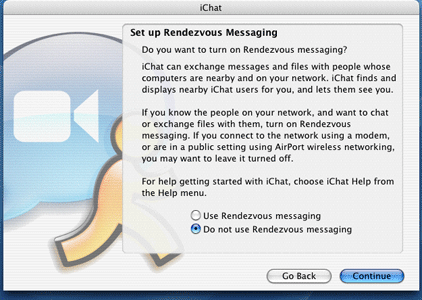 iChat
Set up Rendezvous Messaging
Do you want to turn on Rendezvous messaging?
iChat can exchange messages and files with people whose
computers are nearby and on your network. iChat finds and
displays nearby iChat users for you, and lets them see you.
If you know the people on your network, and want to chat
or exchange files with them, turn on Rendezvous
messaging. If you connect to the network using a modem,
or are in a public setting using AirPort wireless networking,
you may want to leave it turned off.
For help getting started with iChat, choose iChat Help from
the Help menu.
Use Rendezvous messaging
Do not use Rendezvous messaging
Go Back
Continue